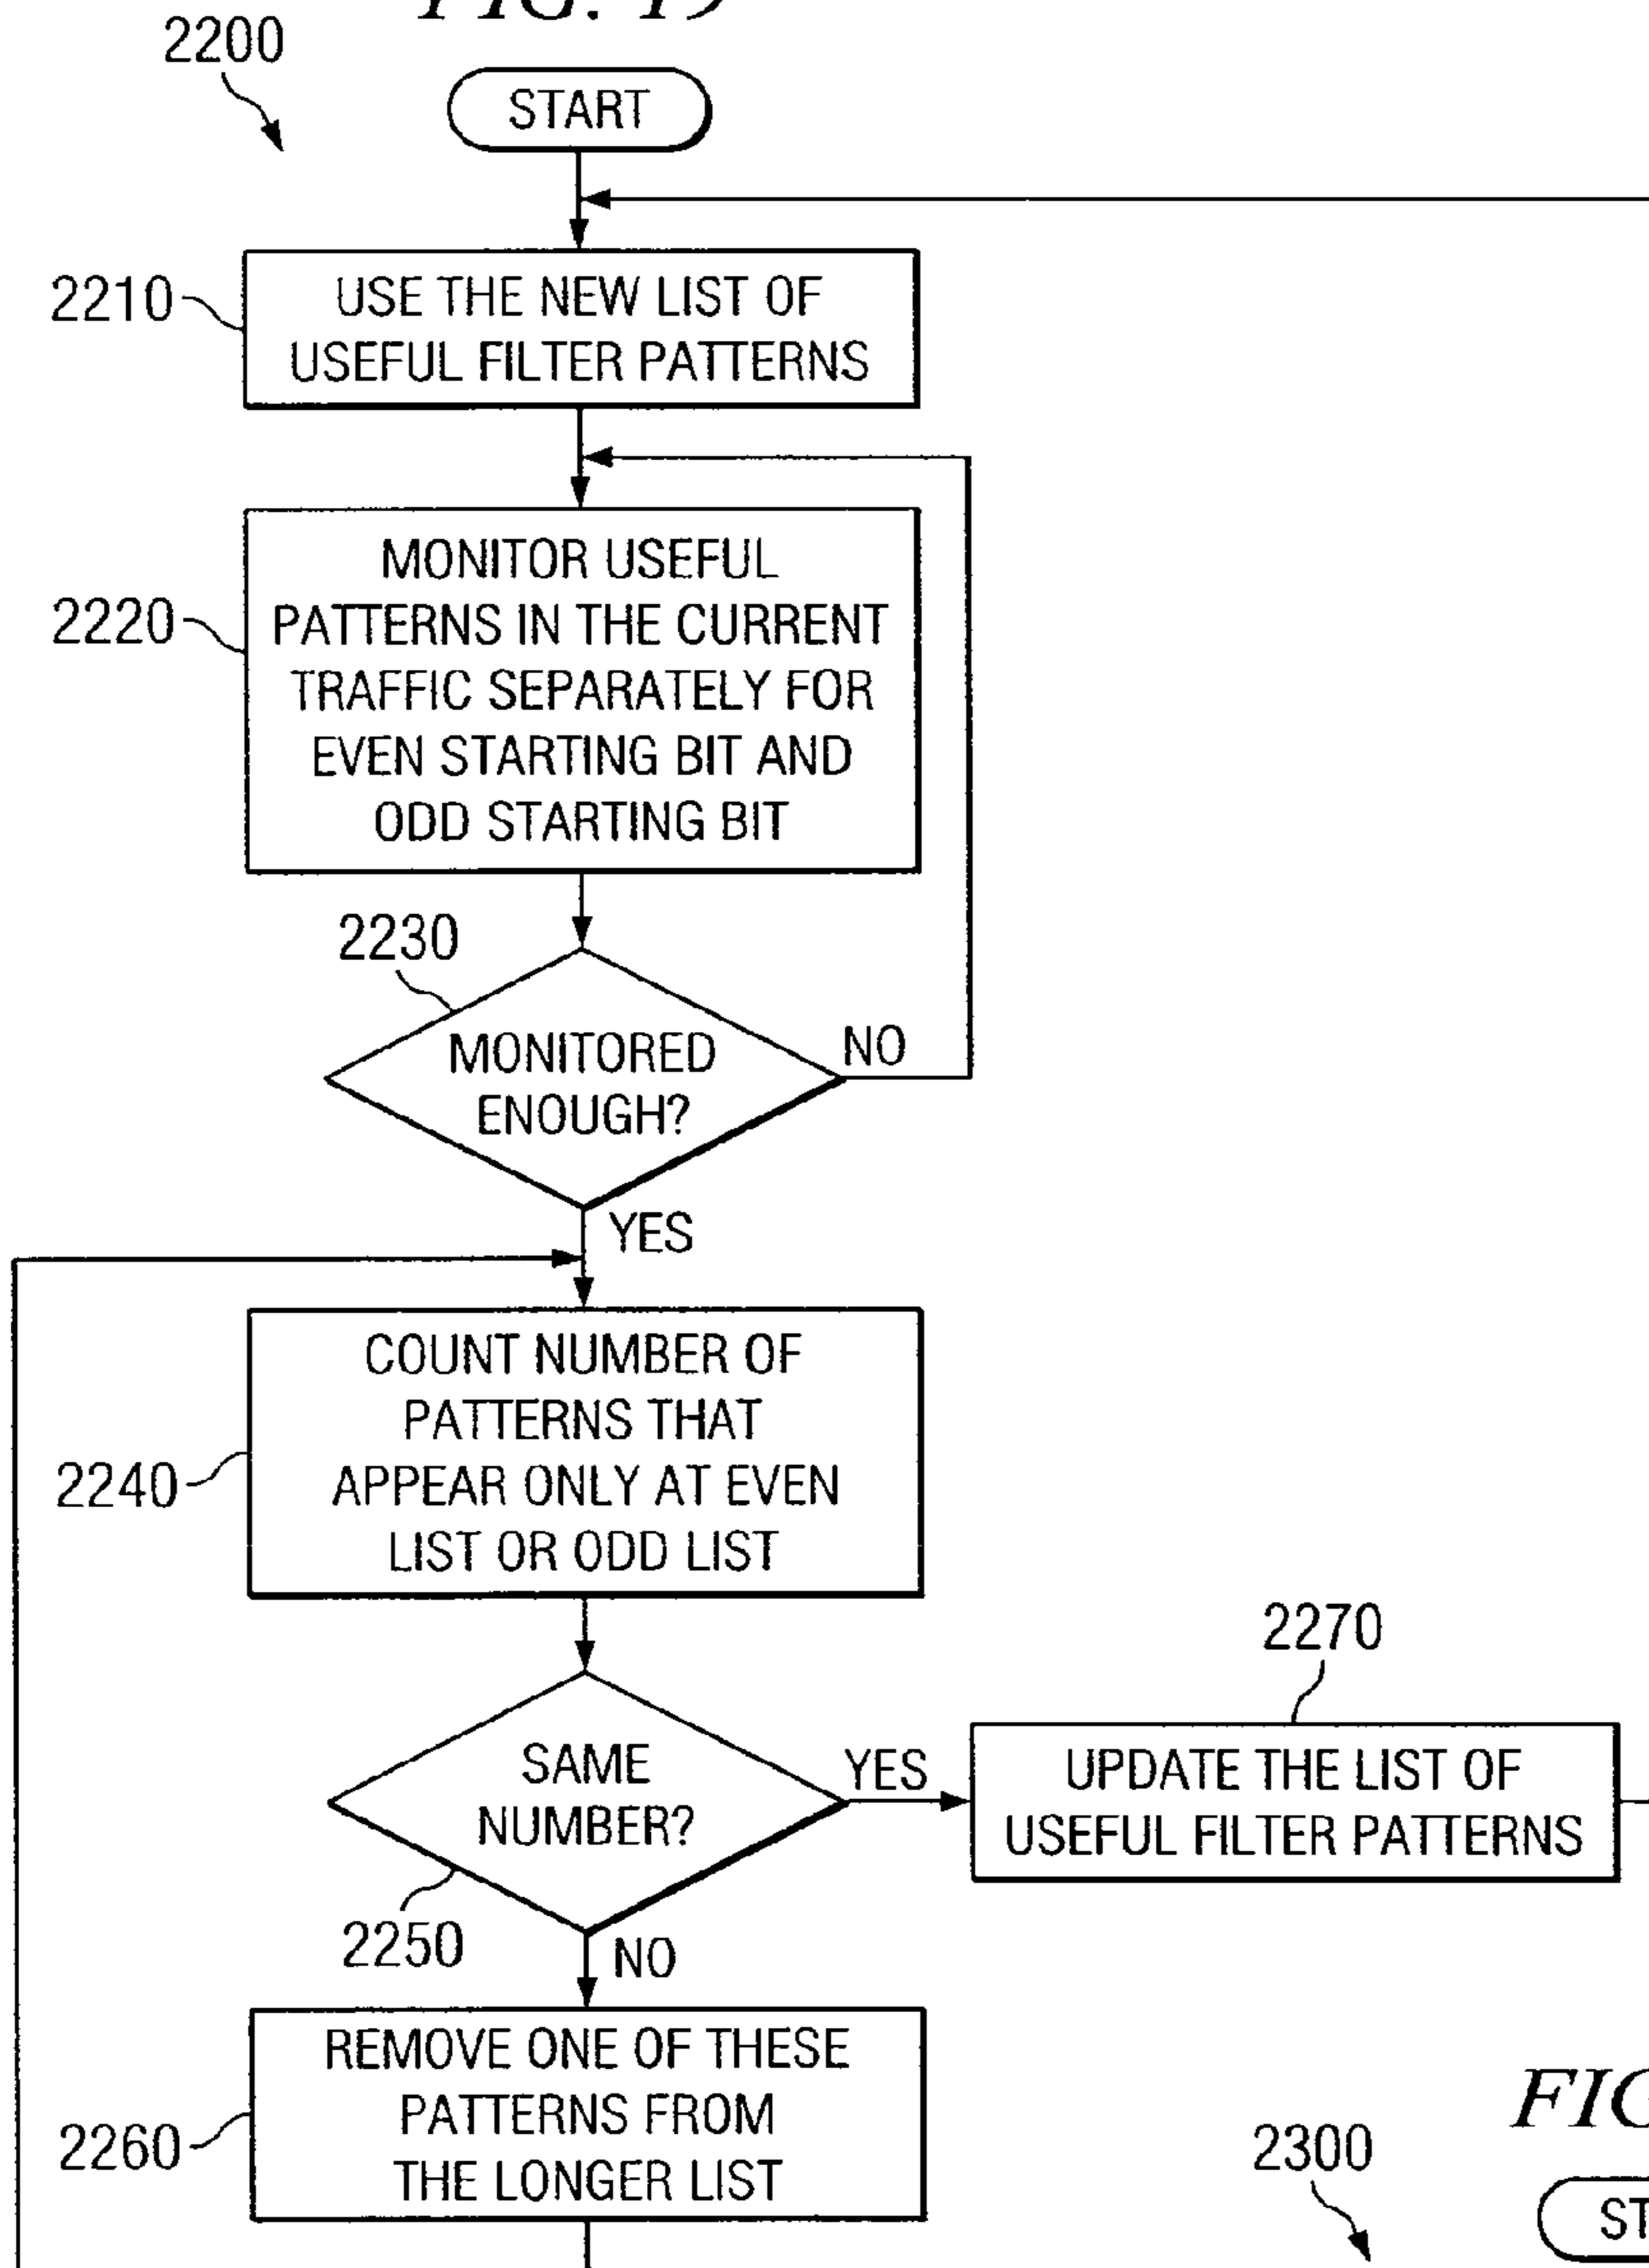 FIG. 19
2200
START
2210
USE THE NEW LIST OF
USEFUL FILTER PATTERNS
2220
MONITOR USEFUL
PATTERNS IN THE CURRENT
TRAFFIC SEPARATELY FOR
EVEN STARTING BIT AND
ODD STARTING BIT
2230
MONITORED
ENOUGH?
NO
YES
2240
COUNT NUMBER OF
PATTERNS THAT
APPEAR ONLY AT EVEN
LIST OR ODD LIST
2250
SAME
NUMBER?
YES
2270
UPDATE THE LIST OF
USEFUL FILTER PATTERNS
NO
2260
REMOVE ONE OF THESE
PATTERNS FROM
THE LONGER LIST
2300